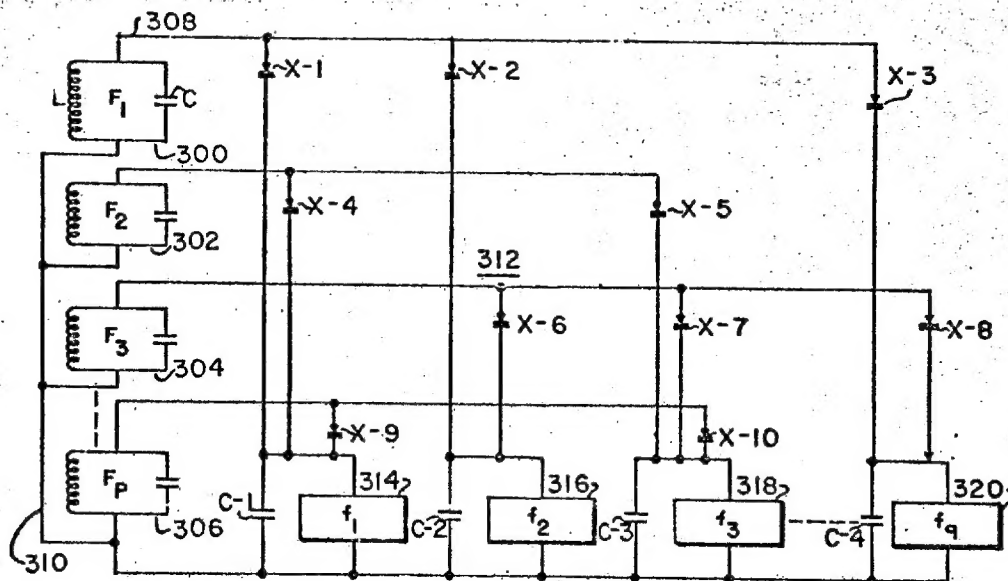 308
X-1
X-2
X-3
L
F1
C
300
F2
302
X-4
X-5
312
F3
304
X-6
X-7
X-8
X-9
X-10
Fp
306
310
C-1
314
f1
C-2
316
f2
C-3
318
f3
C-4
320
fq